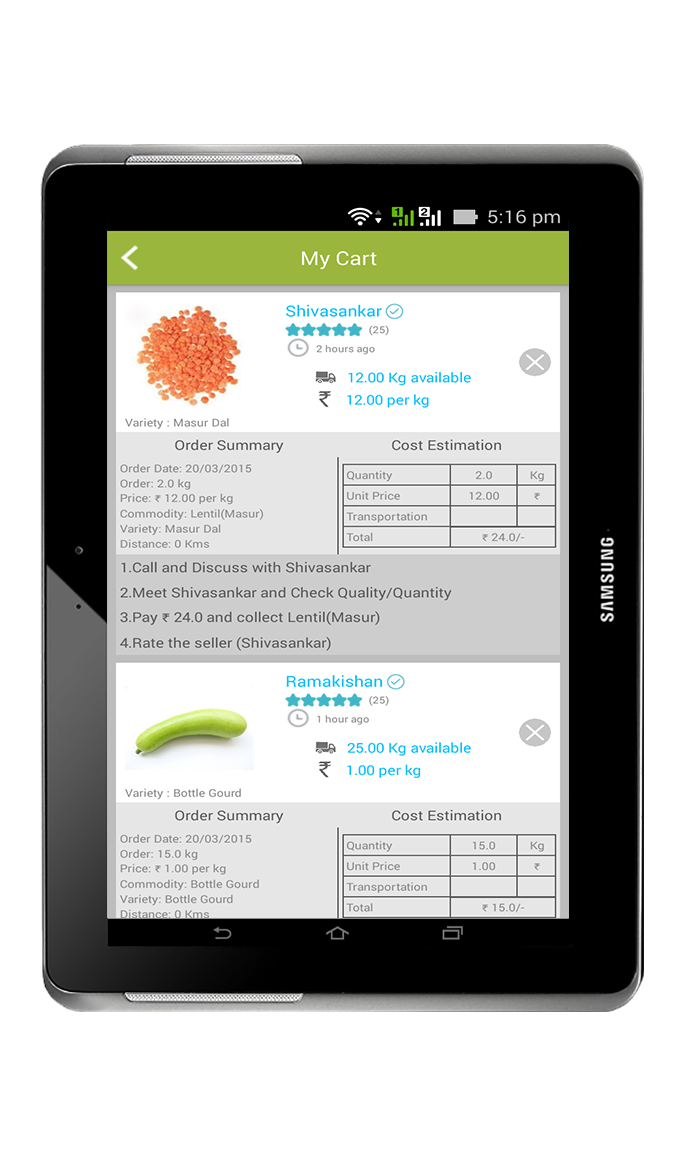 1 2 5:16 pm
My Cart
Shivasankar
(25)
2 hours ago
12.00 Kg available
₹ 12.00 per kg
Variety : Masur Dal
Order Summary
Order Date: 20/03/2015
Order: 2.0 kg
Price: ₹ 12.00 per kg
Commodity: Lentil(Masur)
Variety: Masur Dal
Distance: 0 Kms
Cost Estimation
Quantity 2.0 Kg
Unit Price 12.00 ₹
Transportation
Total ₹ 24.0/-
1.Call and Discuss with Shivasankar
2.Meet Shivasankar and Check Quality/Quantity
3.Pay ₹ 24.0 and collect Lentil(Masur)
4.Rate the seller (Shivasankar)
Ramakishan
(25)
1 hour ago
25.00 Kg available
₹ 1.00 per kg
Variety : Bottle Gourd
Order Summary
Order Date: 20/03/2015
Order: 15.0 kg
Price: ₹ 1.00 per kg
Commodity: Bottle Gourd
Variety: Bottle Gourd
Distance: 0 Kms
Cost Estimation
Quantity 15.0 Kg
Unit Price 1.00 ₹
Transportation
Total ₹ 15.0/-
SAMSUNG